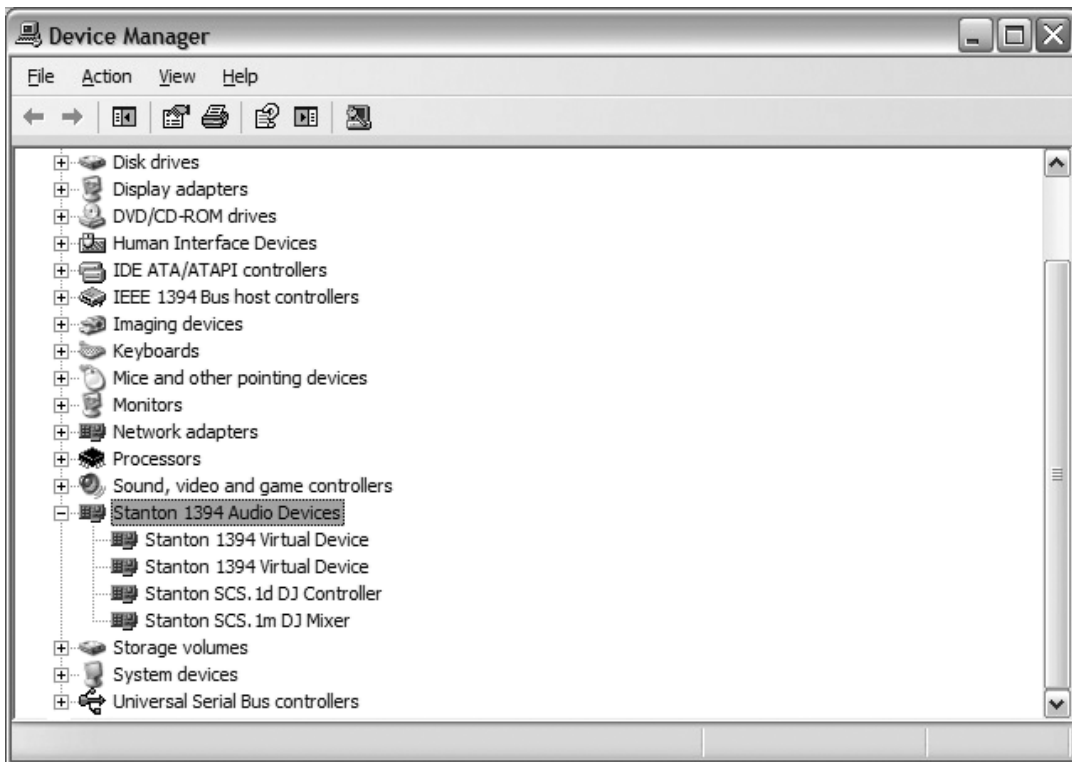 Device Manager
File Action View Help
Disk drives
Display adapters
DVD/CD-ROM drives
Human Interface Devices
IDE ATA/ATAPI controllers
IEEE 1394 Bus host controllers
Imaging devices
Keyboards
Mice and other pointing devices
Monitors
Network adapters
Processors
Sound, video and game controllers
Stanton 1394 Audio Devices
Stanton 1394 Virtual Device
Stanton 1394 Virtual Device
Stanton SCS.1d DJ Controller
Stanton SCS.1m DJ Mixer
Storage volumes
System devices
Universal Serial Bus controllers